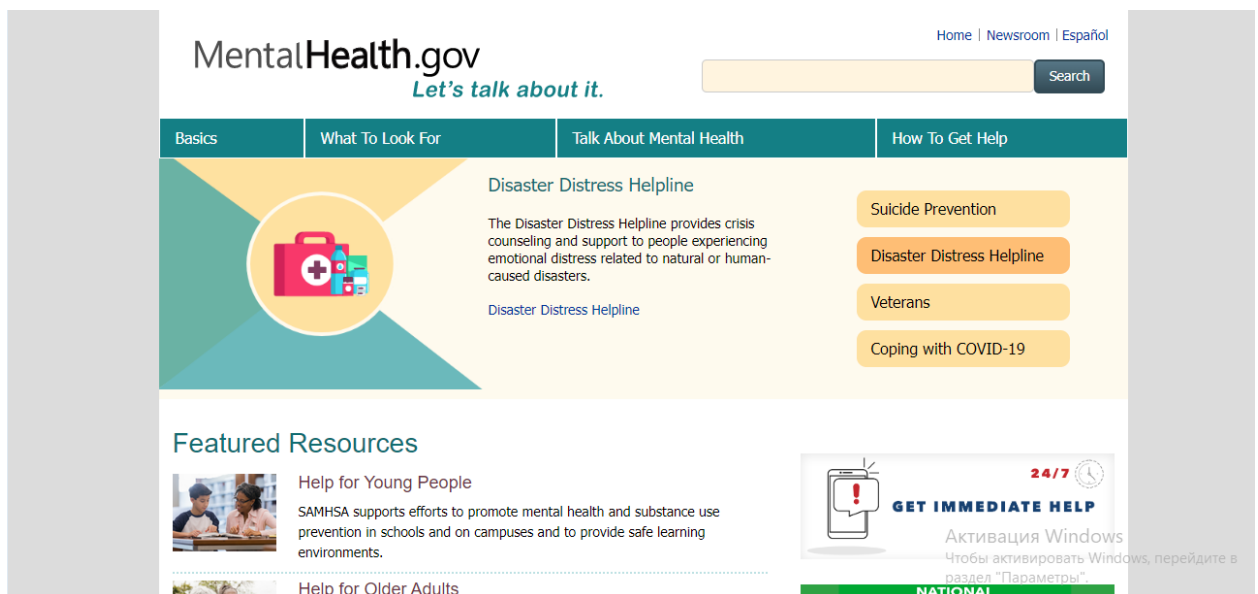 Home | Newsroom | Español
MentalHealth.gov
Let's talk about it.
Search
Basics
What To Look For
Talk About Mental Health
How To Get Help
Disaster Distress Helpline
The Disaster Distress Helpline provides crisis
counseling and support to people experiencing
emotional distress related to natural or human-
caused disasters.
Disaster Distress Helpline
Suicide Prevention
Disaster Distress Helpline
Veterans
Coping with COVID-19
Featured Resources
Help for Young People
SAMHSA supports efforts to promote mental health and substance use
prevention in schools and on campuses and to provide safe learning
environments.
Help for Older Adults
24/7
GET IMMEDIATE HELP
Активация Windows
Чтобы активировать Windows, перейдите в
раздел "Параметры".
NATIONAL